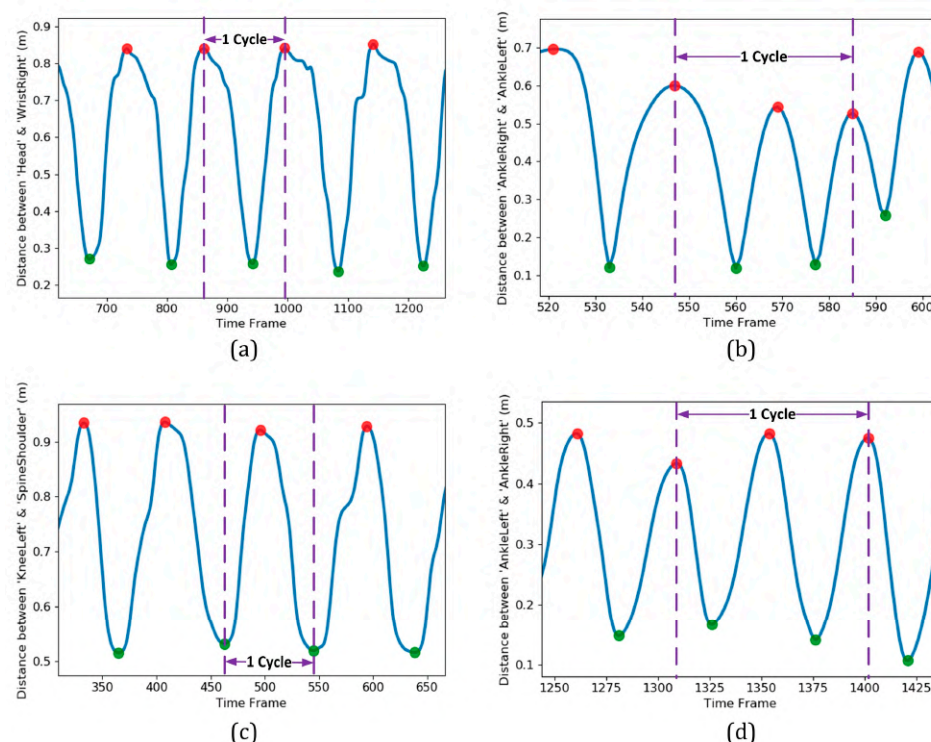 Distance between 'Head' & 'WristRight' (m)
0.9
0.8
0.7
0.6
0.5
0.4
0.3
0.2
1 Cycle
700 800 900 1000 1100 1200
Time Frame
(a)
Distance between 'AnkleRight' & 'AnkleLeft' (m)
0.7
0.6
0.5
0.4
0.3
0.2
0.1
1 Cycle
520 530 540 550 560 570 580 590 600
Time Frame
(b)
Distance between 'KneeLeft' & 'SpineShoulder' (m)
0.9
0.8
0.7
0.6
0.5
1 Cycle
350 400 450 500 550 600 650
Time Frame
(c)
Distance between 'AnkleLeft' & 'AnkleRight' (m)
0.5
0.4
0.3
0.2
0.1
1 Cycle
1250 1275 1300 1325 1350 1375 1400 1425
Time Frame
(d)